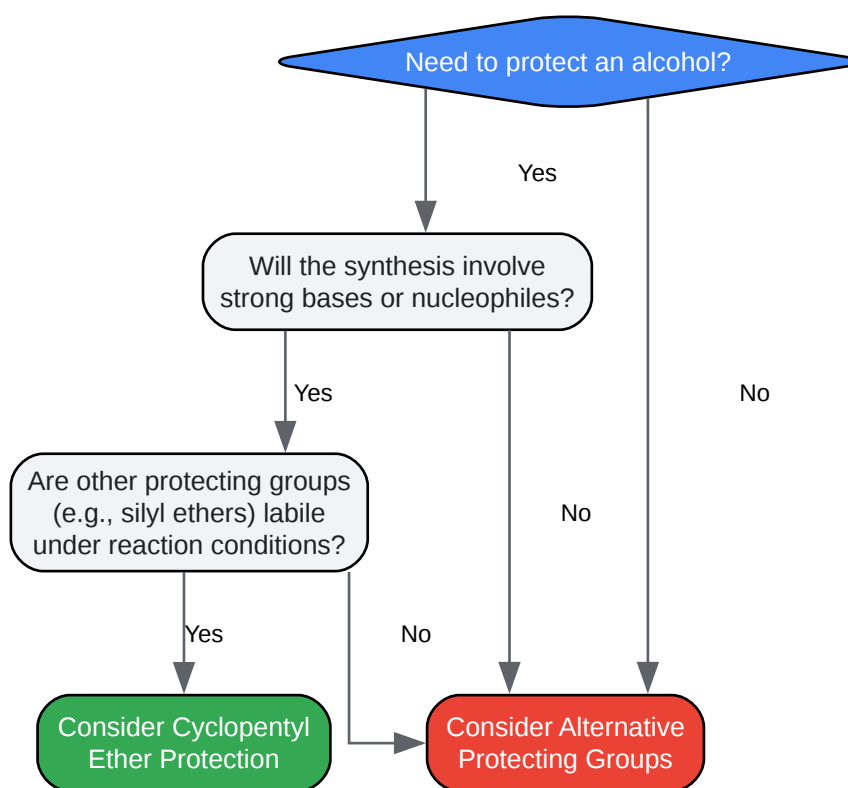 Need to protect an alcohol?
Yes
Will the synthesis involve
strong bases or nucleophiles?
Yes
No
Are other protecting groups
(e.g., silyl ethers) labile
under reaction conditions?
No
Yes
No
Consider Cyclopentyl
Ether Protection
Consider Alternative
Protecting Groups